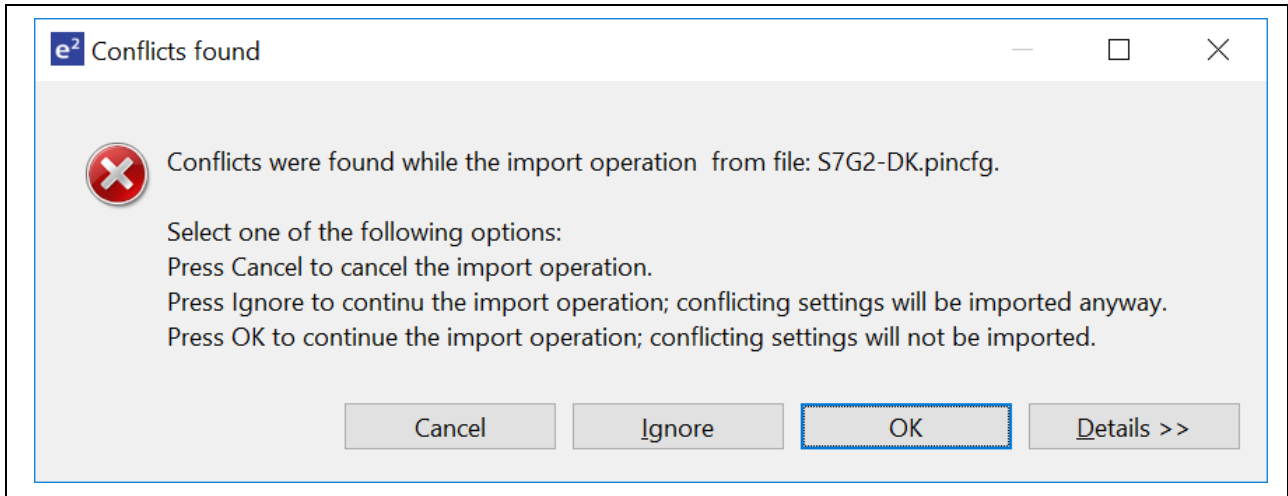 e² Conflicts found
Conflicts were found while the import operation  from file: S7G2-DK.pincfg.
Select one of the following options:
Press Cancel to cancel the import operation.
Press Ignore to continu the import operation; conflicting settings will be imported anyway.
Press OK to continue the import operation; conflicting settings will not be imported.
Cancel Ignore OK Details >>